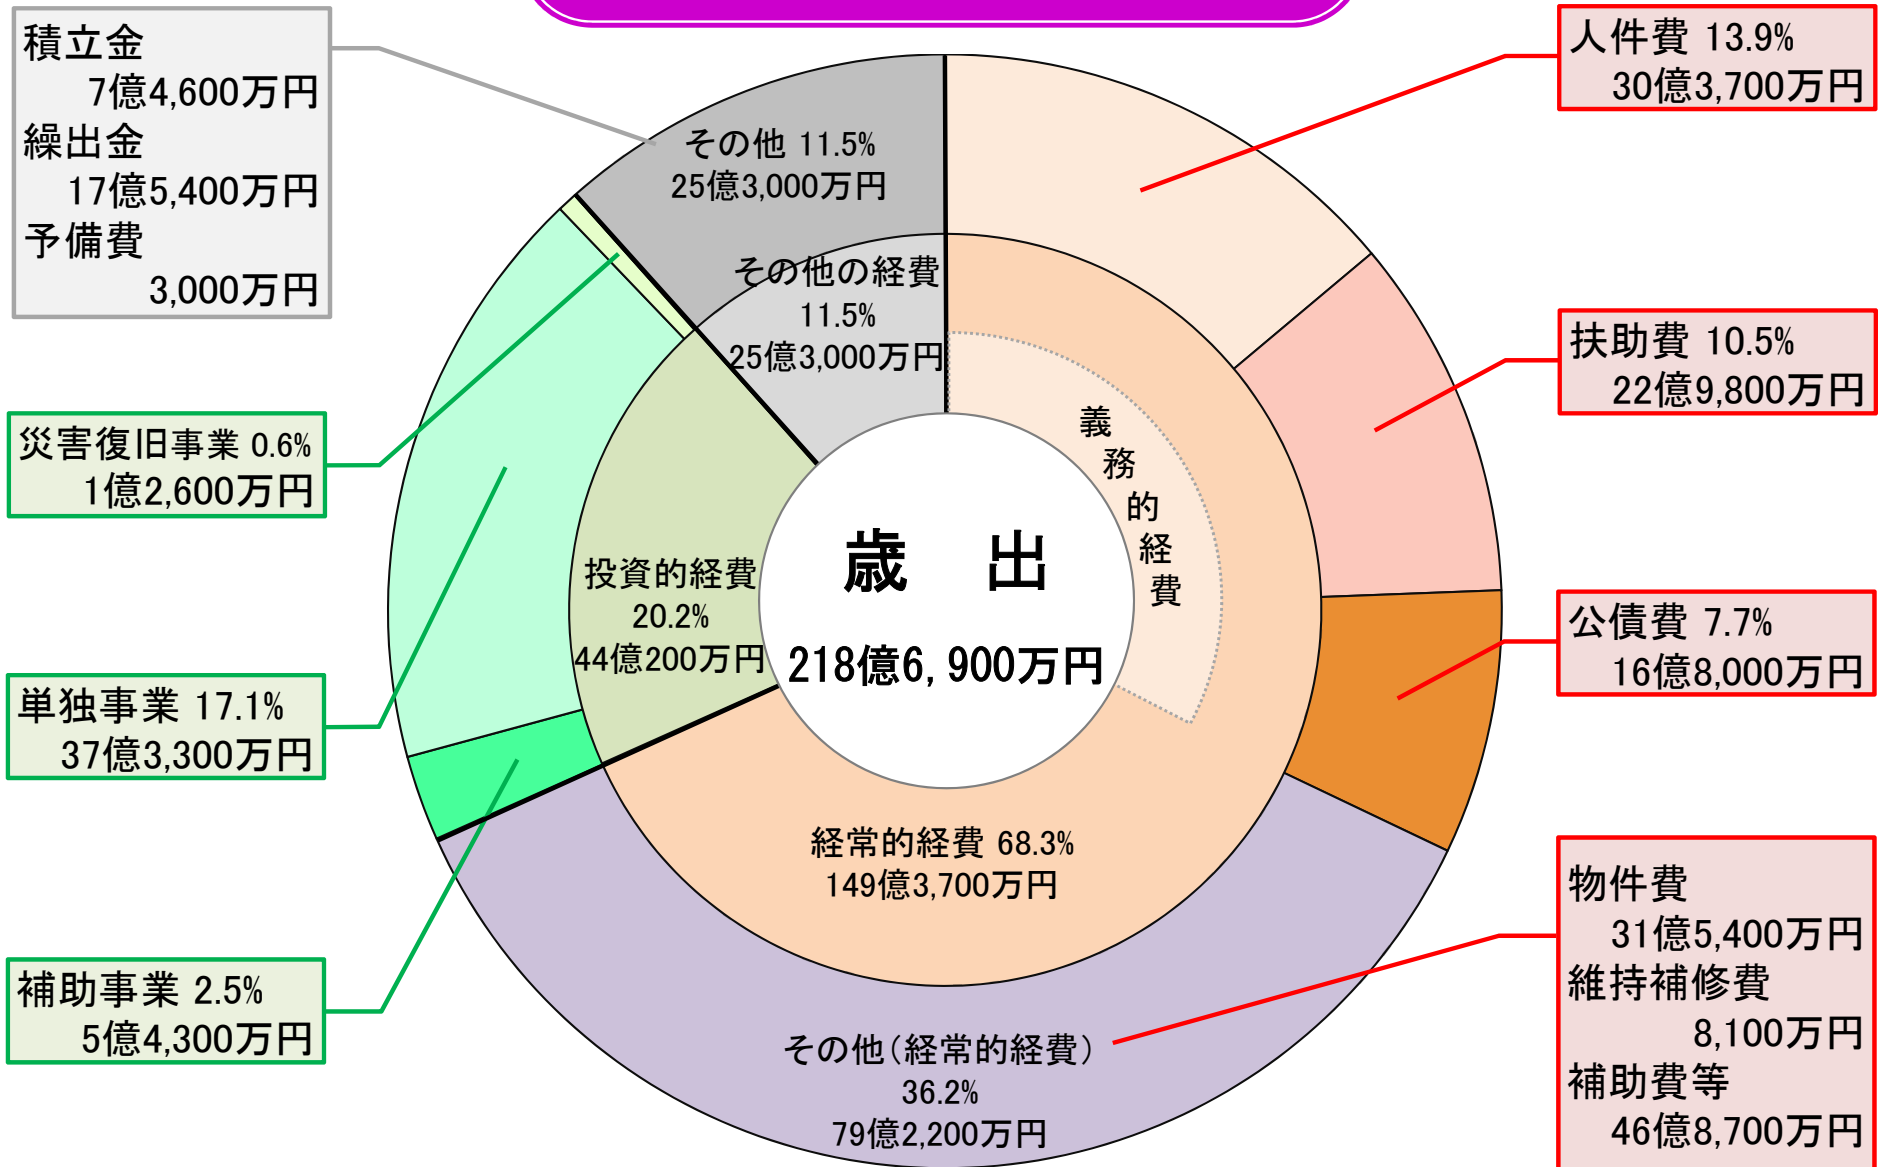 積立金
7億4,600万円
繰出金
17億5,400万円
予備費
3,000万円
災害復旧事業 0.6%
1億2,600万円
単独事業 17.1%
37億3,300万円
補助事業 2.5%
5億4,300万円
その他 11.5%
25億3,000万円
その他の経費
11.5%
25億3,000万円
義務的経費
歳 出
218億6,900万円
投資的経費
20.2%
44億200万円
経常的経費 68.3%
149億3,700万円
その他(経常的経費)
36.2%
79億2,200万円
人件費 13.9%
30億3,700万円
扶助費 10.5%
22億9,800万円
公債費 7.7%
16億8,000万円
物件費
31億5,400万円
維持補修費
8,100万円
補助費等
46億8,700万円